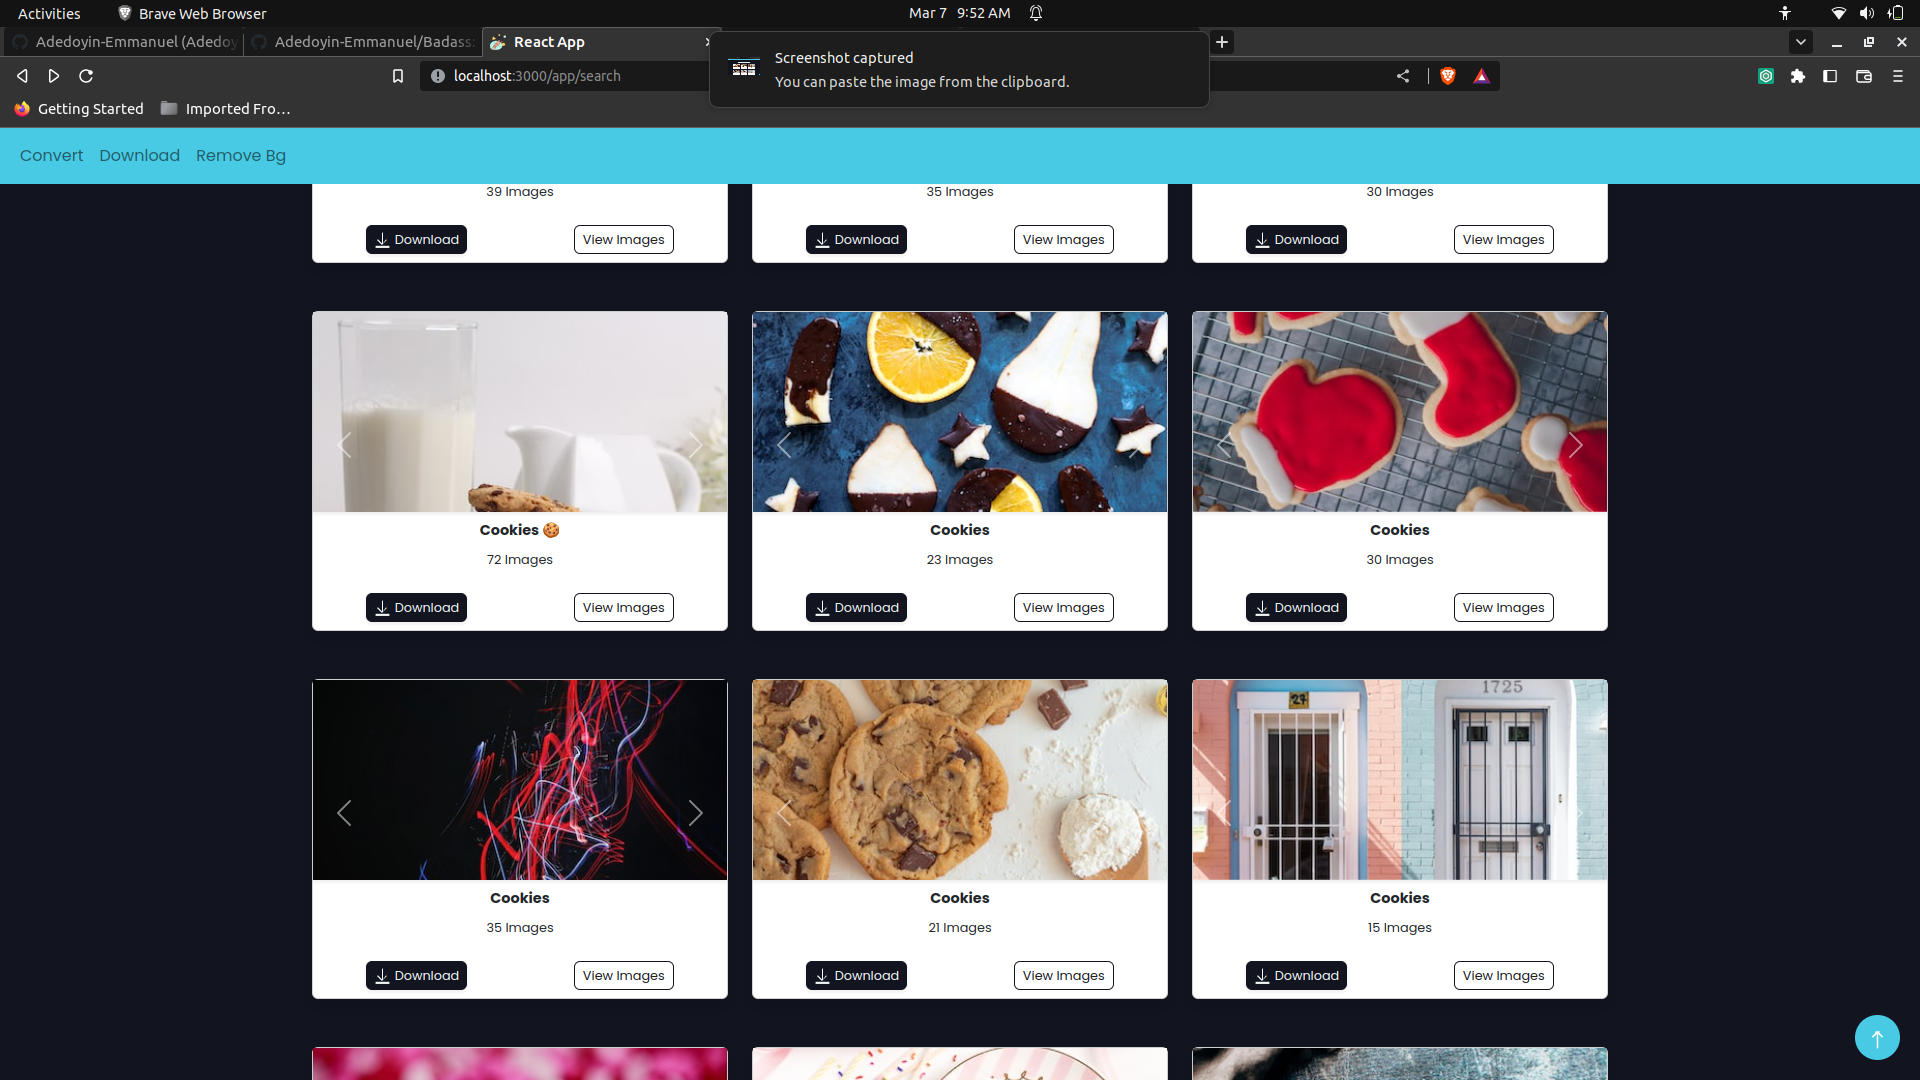 Activities
Brave Web Browser
Mar 7 9:52 AM
Adedoyin-Emmanuel (Adedoy
Adedoyin-Emmanuel/Badass
React App
Screenshot captured
You can paste the image from the clipboard.
localhost:3000/app/search
Getting Started
Imported Fro...
Convert
Download
Remove Bg
39 Images
35 Images
30 Images
Download
View Images
Download
View Images
Download
View Images
Cookies 🍪
Cookies
Cookies
72 Images
23 Images
30 Images
Download
View Images
Download
View Images
Download
View Images
27
1725
Cookies
Cookies
Cookies
35 Images
21 Images
15 Images
Download
View Images
Download
View Images
Download
View Images